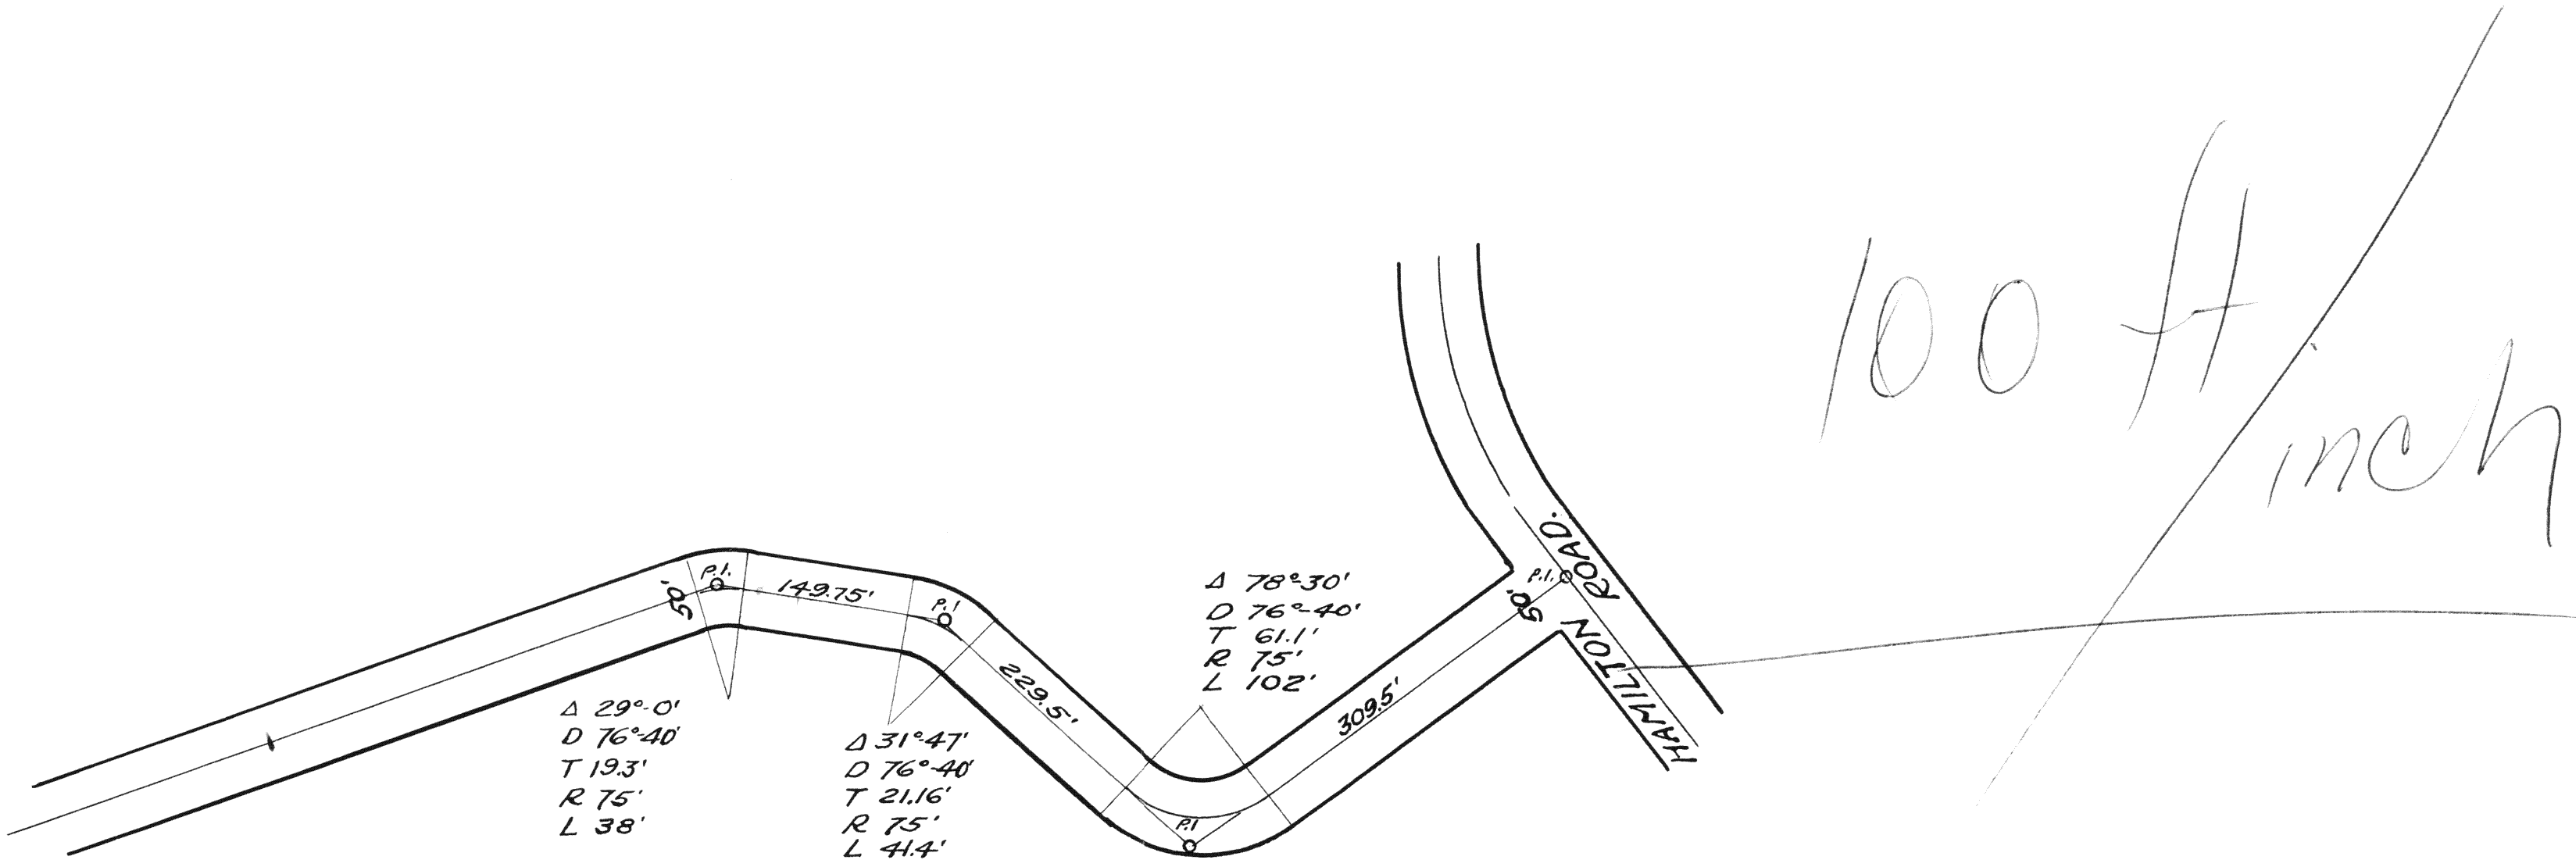 100 ft/inch
ROAD.
HAMILTON
P.I.
50'
P.I.
149.75'
P.I
50'
P.I.
229.5'
309.5'
P.I
Δ 78°-30'
D 76°-40'
T 61.1'
R 75'
L 102'
Δ 29°-0'
D 76°-40'
T 19.3'
R 75'
L 38'
Δ 31°-47'
D 76°-40'
T 21.16'
R 75'
L 41.4'